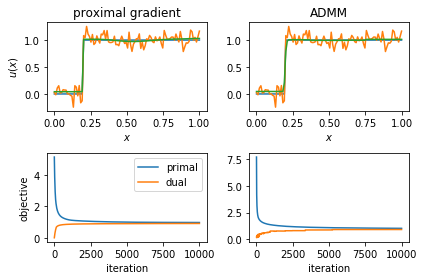 proximal gradient
ADMM
u(x)
1.0
0.5
0.0
0.00 0.25 0.50 0.75 1.00
x
1.0
0.5
0.0
0.00 0.25 0.50 0.75 1.00
x
objective
4
2
0
primal
dual
0 2500 5000 7500 10000
iteration
7.5
5.0
2.5
0.0
0 2500 5000 7500 10000
iteration